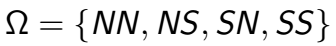 Ω = {NN, NS, SN, SS}